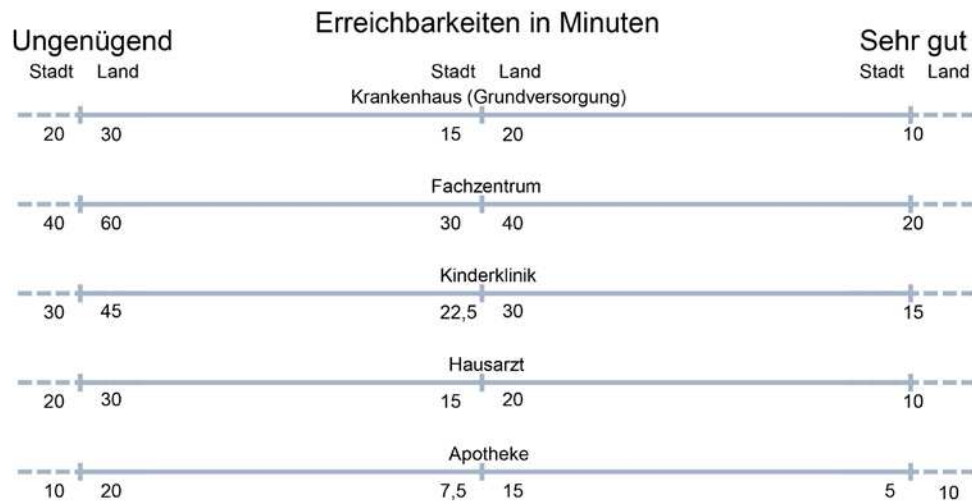 Erreichbarkeiten in Minuten
Ungenügend Sehr gut
Stadt Land Stadt Land Stadt Land
Krankenhaus (Grundversorgung)
20 30 15 20 10
Fachzentrum
40 60 30 40 20
Kinderklinik
30 45 22,5 30 15
Hausarzt
20 30 15 20 10
Apotheke
10 20 7,5 15 5 10